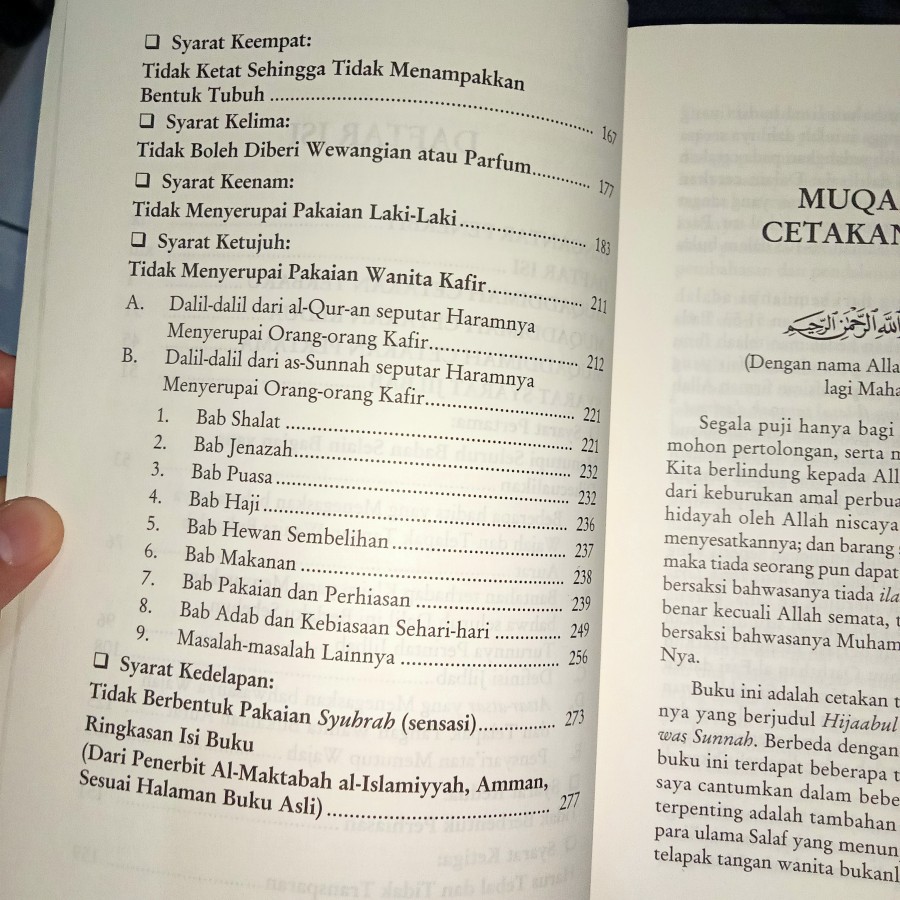 ❑ Syarat Keempat:
Tidak Ketat Sehingga Tidak Menampakkan
Bentuk Tubuh ........ 167
❑ Syarat Kelima:
Tidak Boleh Diberi Wewangian atau Parfum........ 177
❑ Syarat Keenam:
Tidak Menyerupai Pakaian Laki-Laki ........ 183
❑ Syarat Ketujuh:
Tidak Menyerupai Pakaian Wanita Kafir........ 211
A. Dalil-dalil dari al-Qur-an seputar Haramnya
Menyerupai Orang-orang Kafir........ 212
B. Dalil-dalil dari as-Sunnah seputar Haramnya
Menyerupai Orang-orang Kafir........ 221
1. Bab Shalat ........ 221
2. Bab Jenazah........ 232
3. Bab Puasa ........ 232
4. Bab Haji ........ 236
5. Bab Hewan Sembelihan ........ 237
6. Bab Makanan ........ 238
7. Bab Pakaian dan Perhiasan ........ 239
8. Bab Adab dan Kebiasaan Sehari-hari ........ 249
9. Masalah-masalah Lainnya ........ 256
❑ Syarat Kedelapan:
Tidak Berbentuk Pakaian Syuhrah (sensasi)........ 273
Ringkasan Isi Buku
(Dari Penerbit Al-Maktabah al-Islamiyyah, Amman,
Sesuai Halaman Buku Asli) ........ 277
MUQA
CETAKAN
الله الرحمن الرحيم
(Dengan nama Alla
lagi Maha
Segala puji hanya bagi
mohon pertolongan, serta m
Kita berlindung kepada All
dari keburukan amal perbua
hidayah oleh Allah niscaya
menyesatkannya; dan barang
maka tiada seorang pun dapat
bersaksi bahwasanya tiada ila
benar kecuali Allah semata, t
bersaksi bahwasanya Muham
Nya.
Buku ini adalah cetakan t
nya yang berjudul Hijaabul
was Sunnah. Berbeda dengan
buku ini terdapat beberapa t
saya cantumkan dalam bebe
terpenting adalah tambahan
para ulama Salaf yang menun
telapak tangan wanita bukanl